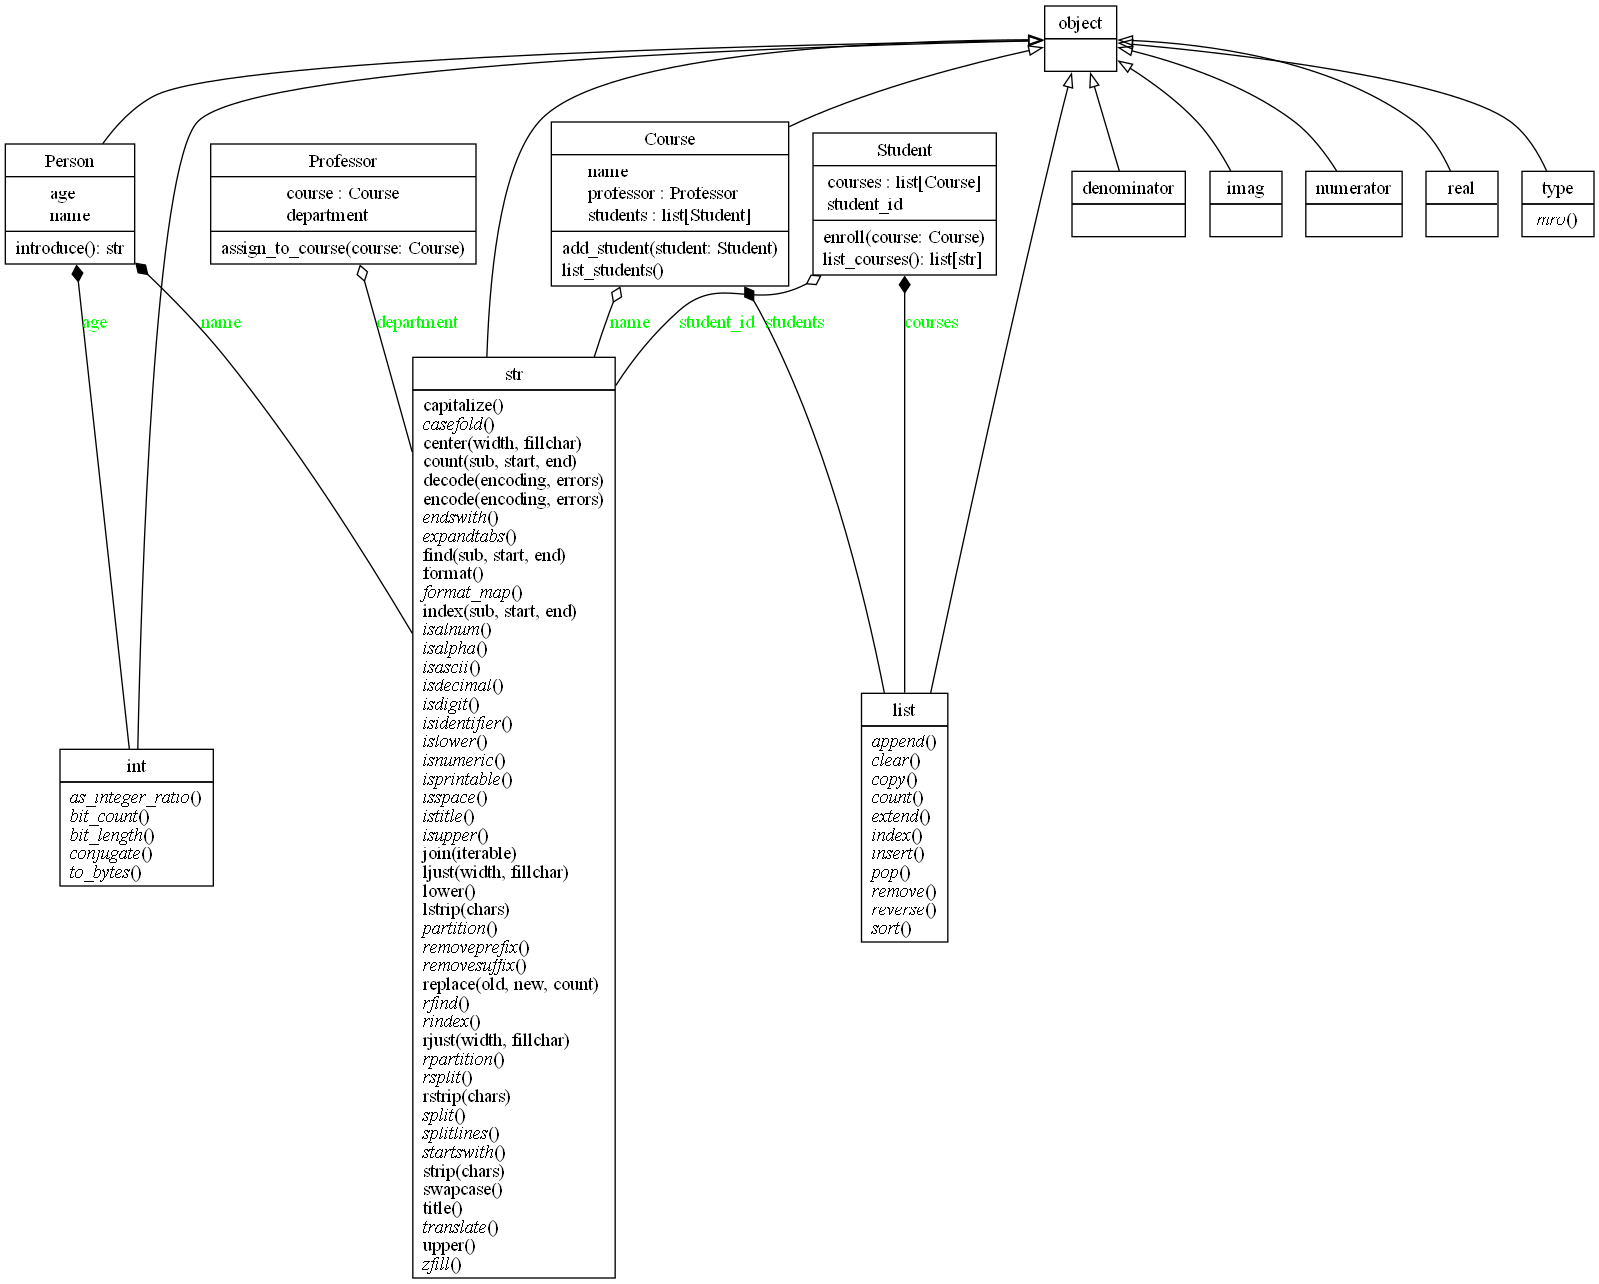 object
Person
age
name
introduce(): str
Professor
course : Course
department
assign_to_course(course: Course)
Course
name
professor : Professor
students : list[Student]
add_student(student: Student)
list_students()
Student
courses : list[Course]
student_id
enroll(course: Course)
list_courses(): list[str]
denominator
imag
numerator
real
type
mro()
age
name
department
name
student_id
students
courses
str
capitalize()
casefold()
center(width, fillchar)
count(sub, start, end)
decode(encoding, errors)
encode(encoding, errors)
endswith()
expandtabs()
find(sub, start, end)
format()
format_map()
index(sub, start, end)
isalnum()
isalpha()
isascii()
isdecimal()
isdigit()
isidentifier()
islower()
isnumeric()
isprintable()
isspace()
istitle()
isupper()
join(iterable)
ljust(width, fillchar)
lower()
lstrip(chars)
partition()
removeprefix()
removesuffix()
replace(old, new, count)
rfind()
rindex()
rjust(width, fillchar)
rpartition()
rsplit()
rstrip(chars)
split()
splitlines()
startswith()
strip(chars)
swapcase()
title()
translate()
upper()
zfill()
list
append()
clear()
copy()
count()
extend()
index()
insert()
pop()
remove()
reverse()
sort()
int
as_integer_ratio()
bit_count()
bit_length()
conjugate()
to_bytes()